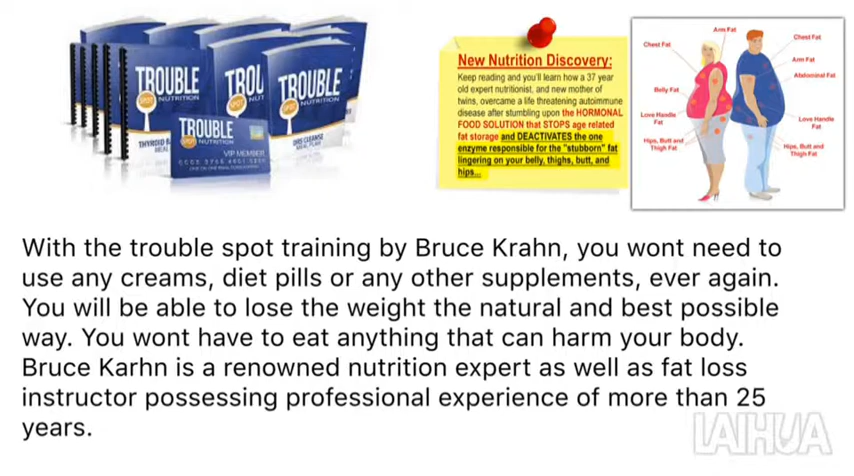 TROUBLE
SPOT
NUTRITION
THYROID
TROUBLE
SPOT
NUTRITION
TROUBLE
SPOT NUTRITION
VIP MEMBER
New Nutrition Discovery:
Keep reading and you'll learn how a 37 year
old expert nutritionist, and new mother of
twins, overcame a life threatening autoimmune
disease after stumbling upon the HORMONAL
FOOD SOLUTION that STOPS age related
fat storage and DEACTIVATES the one
enzyme responsible for the "stubborn" fat
lingering on your belly, thighs, butt, and
hips...
Arm Fat
Chest Fat
Chest Fat
Arm Fat
Abdominal Fat
Belly Fat
Love Handle
Fat
Love Handle
Fat
Hips, Butt and
Thigh Fat
Hips, Butt and
Thigh Fat
With the trouble spot training by Bruce Krahn, you wont need to
use any creams, diet pills or any other supplements, ever again.
You will be able to lose the weight the natural and best possible
way. You wont have to eat anything that can harm your body.
Bruce Karhn is a renowned nutrition expert as well as fat loss
instructor possessing professional experience of more than 25
years.
LAIHUA